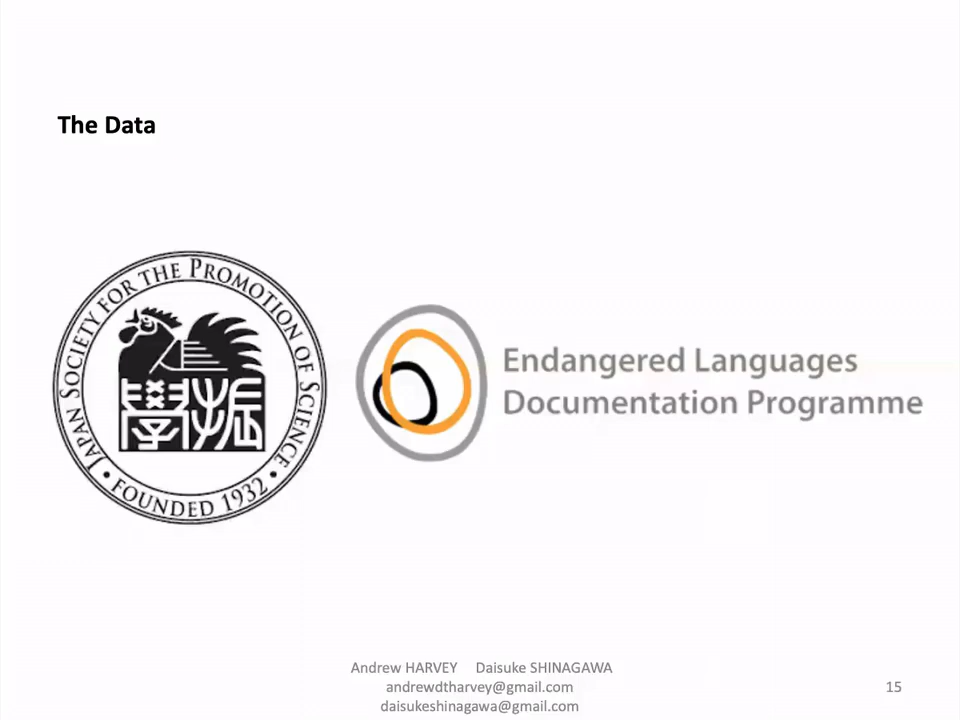 The Data
JAPAN SOCIETY FOR THE PROMOTION OF SCIENCE
學振
• FOUNDED 1932 •
Endangered Languages
Documentation Programme
Andrew HARVEY Daisuke SHINAGAWA
andrewdtharvey@gmail.com
15
daisukeshinagawa@gmail.com